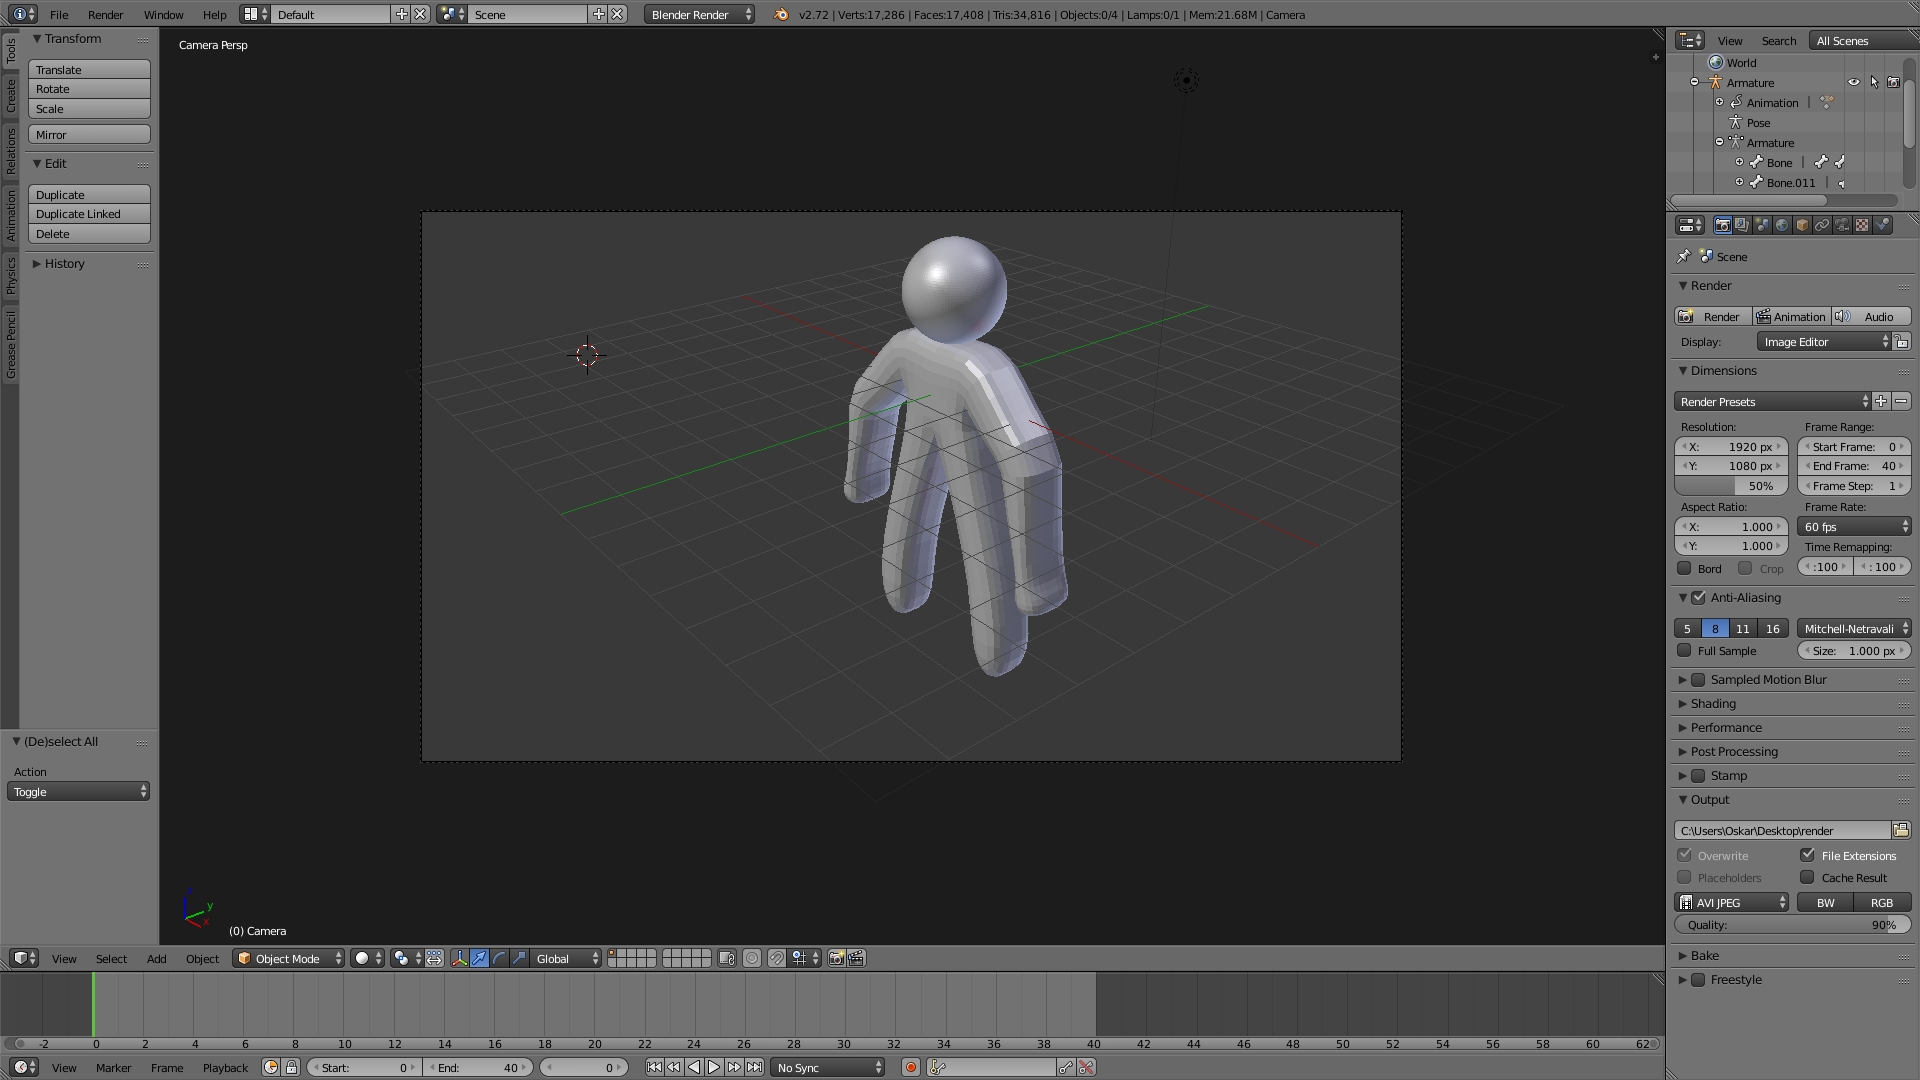 File Render Window Help Default Scene Blender Render v2.72 | Verts:17,286 | Faces:17,408 | Tris:34,816 | Objects:0/4 | Lamps:0/1 | Mem:21.68M | Camera
Tools
Create
Relations
Animation
Physics
Grease Pencil
Transform
Translate
Rotate
Scale
Mirror
Edit
Duplicate
Duplicate Linked
Delete
History
(De)select All
Action
Toggle
Camera Persp
y
x
(0) Camera
View Search All Scenes
World
Armature
Animation
Pose
Armature
Bone
Bone.011
Scene
Render
Render Animation Audio
Display: Image Editor
Dimensions
Render Presets
Resolution: Frame Range:
X: 1920 px Start Frame: 0
Y: 1080 px End Frame: 40
50% Frame Step: 1
Aspect Ratio: Frame Rate:
X: 1.000 60 fps
Y: 1.000 Time Remapping:
Bord Crop :100 : 100
Anti-Aliasing
5 8 11 16 Mitchell-Netravali
Full Sample Size: 1.000 px
Sampled Motion Blur
Shading
Performance
Post Processing
Stamp
Output
C:\Users\Oskar\Desktop\render
Overwrite File Extensions
Placeholders Cache Result
AVI JPEG BW RGB
Quality: 90%
Bake
Freestyle
View Select Add Object Object Mode Global
-2 0 2 4 6 8 10 12 14 16 18 20 22 24 26 28 30 32 34 36 38 40 42 44 46 48 50 52 54 56 58 60 62
View Marker Frame Playback Start: 0 End: 40 0 No Sync